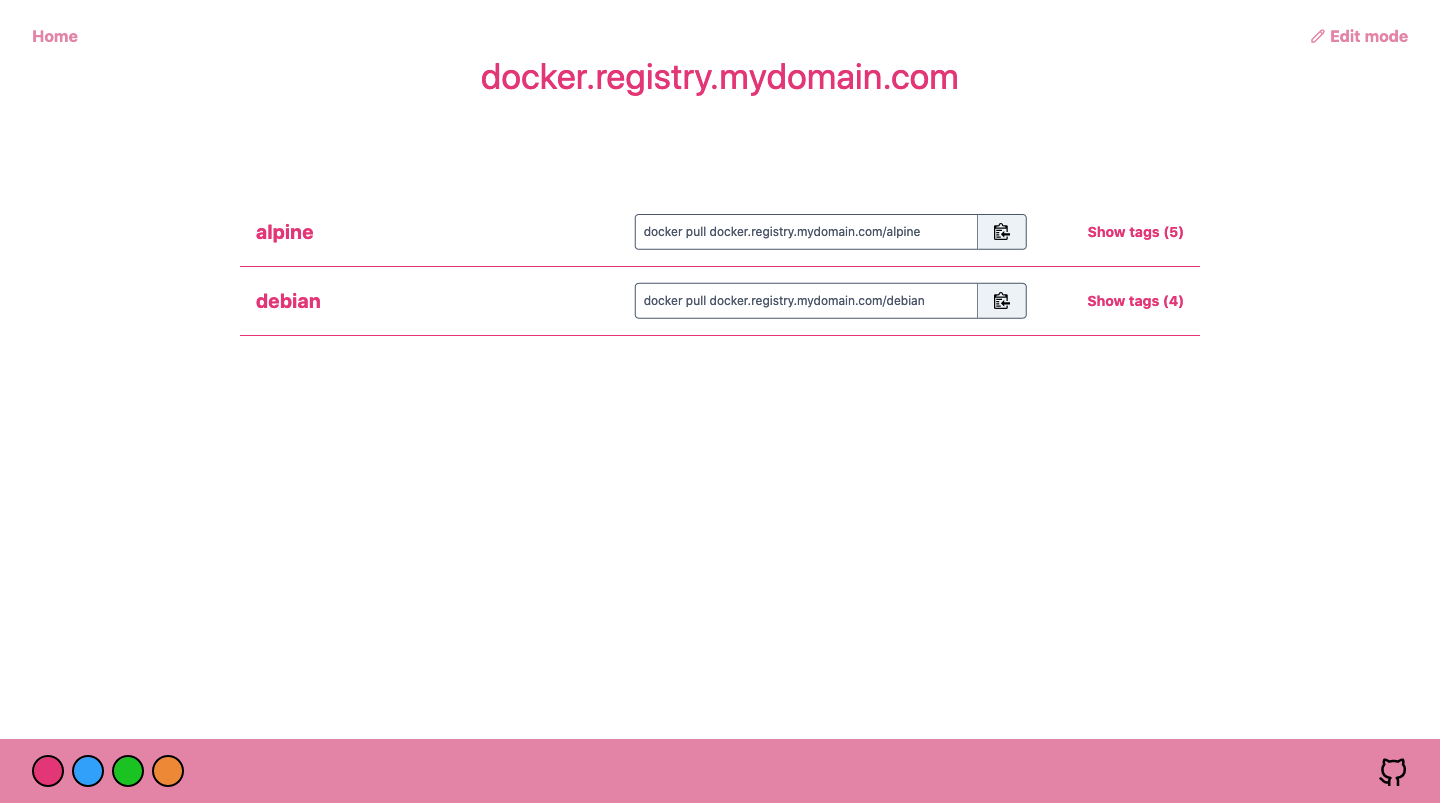 Home
Edit mode
docker.registry.mydomain.com
alpine
docker pull docker.registry.mydomain.com/alpine
Show tags (5)
debian
docker pull docker.registry.mydomain.com/debian
Show tags (4)